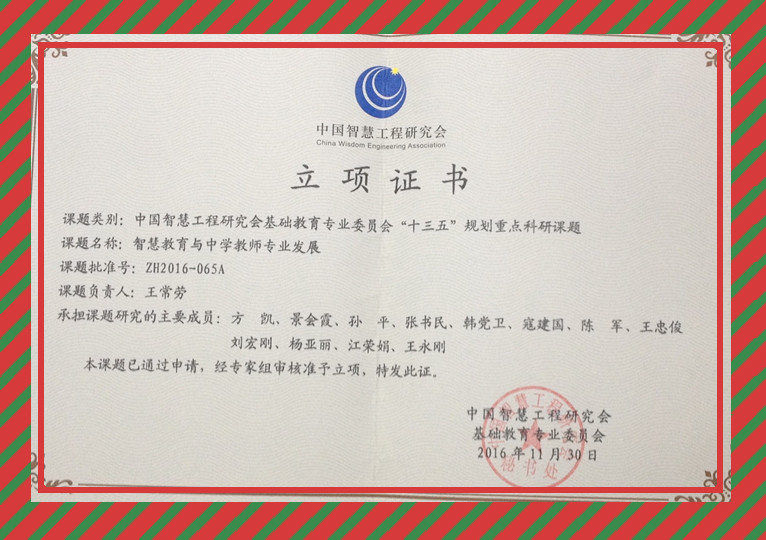 中国智慧工程研究会
China Wisdom Engineering Association
立项证书
课题类别：中国智慧工程研究会基础教育专业委员会“十三五”规划重点科研课题
课题名称：智慧教育与中学教师专业发展
课题批准号：ZH2016-065A
课题负责人：王常劳
承担课题研究的主要成员：方 凯、景会霞、孙 平、张书民、韩党卫、寇建国、陈 军、王忠俊
刘宏刚、杨亚丽、江荣娟、王永刚
本课题已通过申请，经专家组审核准予立项，特发此证。
中国智慧工程研究会
基础教育专业委员会
2016年11月30日
秘书处